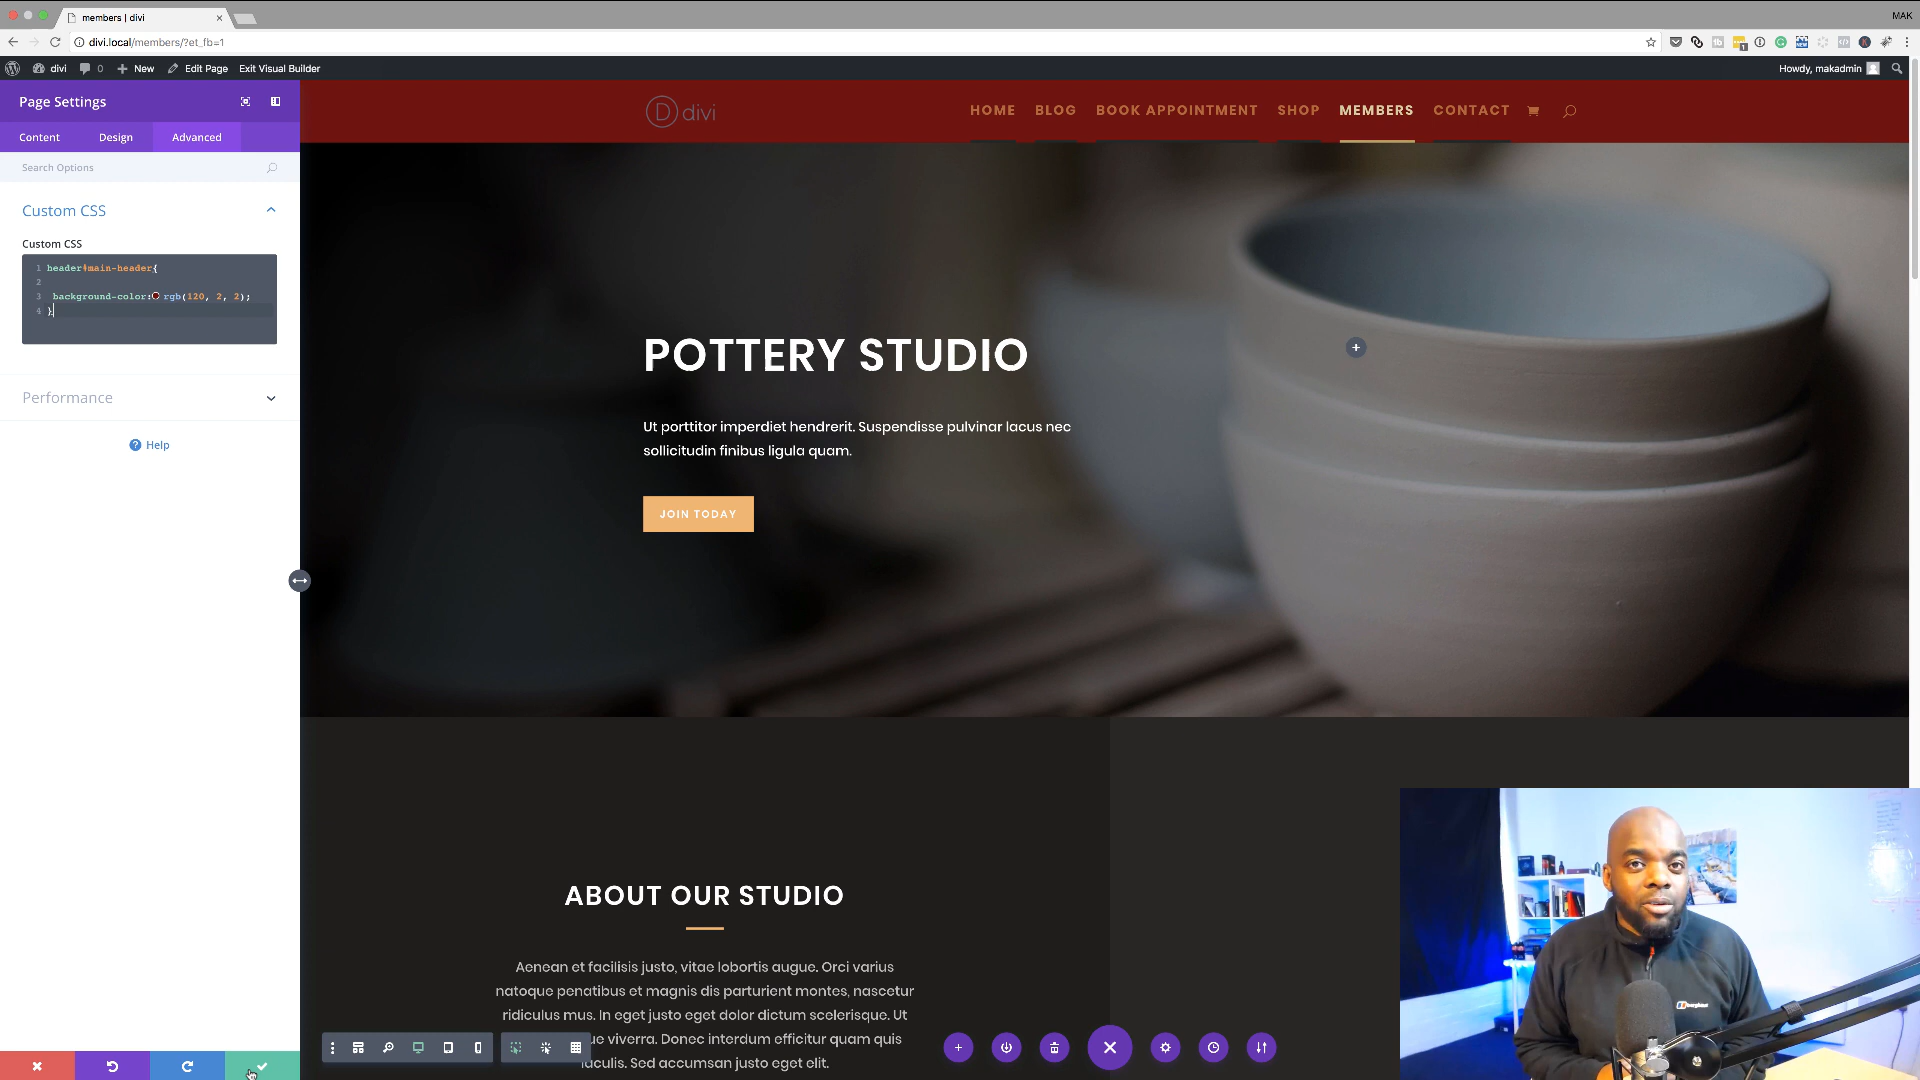 members | divi
MAK
divi.local/members/?et_fb=1
divi
0
New
Edit Page
Exit Visual Builder
Howdy, makadmin
Page Settings
Content
Design
Advanced
Search Options
Custom CSS
Custom CSS
1 header#main-header{
2
3 background-color: rgb(120, 2, 2);
4 }
Performance
Help
divi
HOME
BLOG
BOOK APPOINTMENT
SHOP
MEMBERS
CONTACT
POTTERY STUDIO
Ut porttitor imperdiet hendrerit. Suspendisse pulvinar lacus nec
sollicitudin finibus ligula quam.
JOIN TODAY
ABOUT OUR STUDIO
Aenean et facilisis justo, vitae lobortis augue. Orci varius
natoque penatibus et magnis dis parturient montes, nascetur
ridiculus mus. In eget justo eget dolor dictum scelerisque. Ut
ue viverra. Donec interdum efficitur quam quis
iaculis. Sed accumsan justo eget elit.